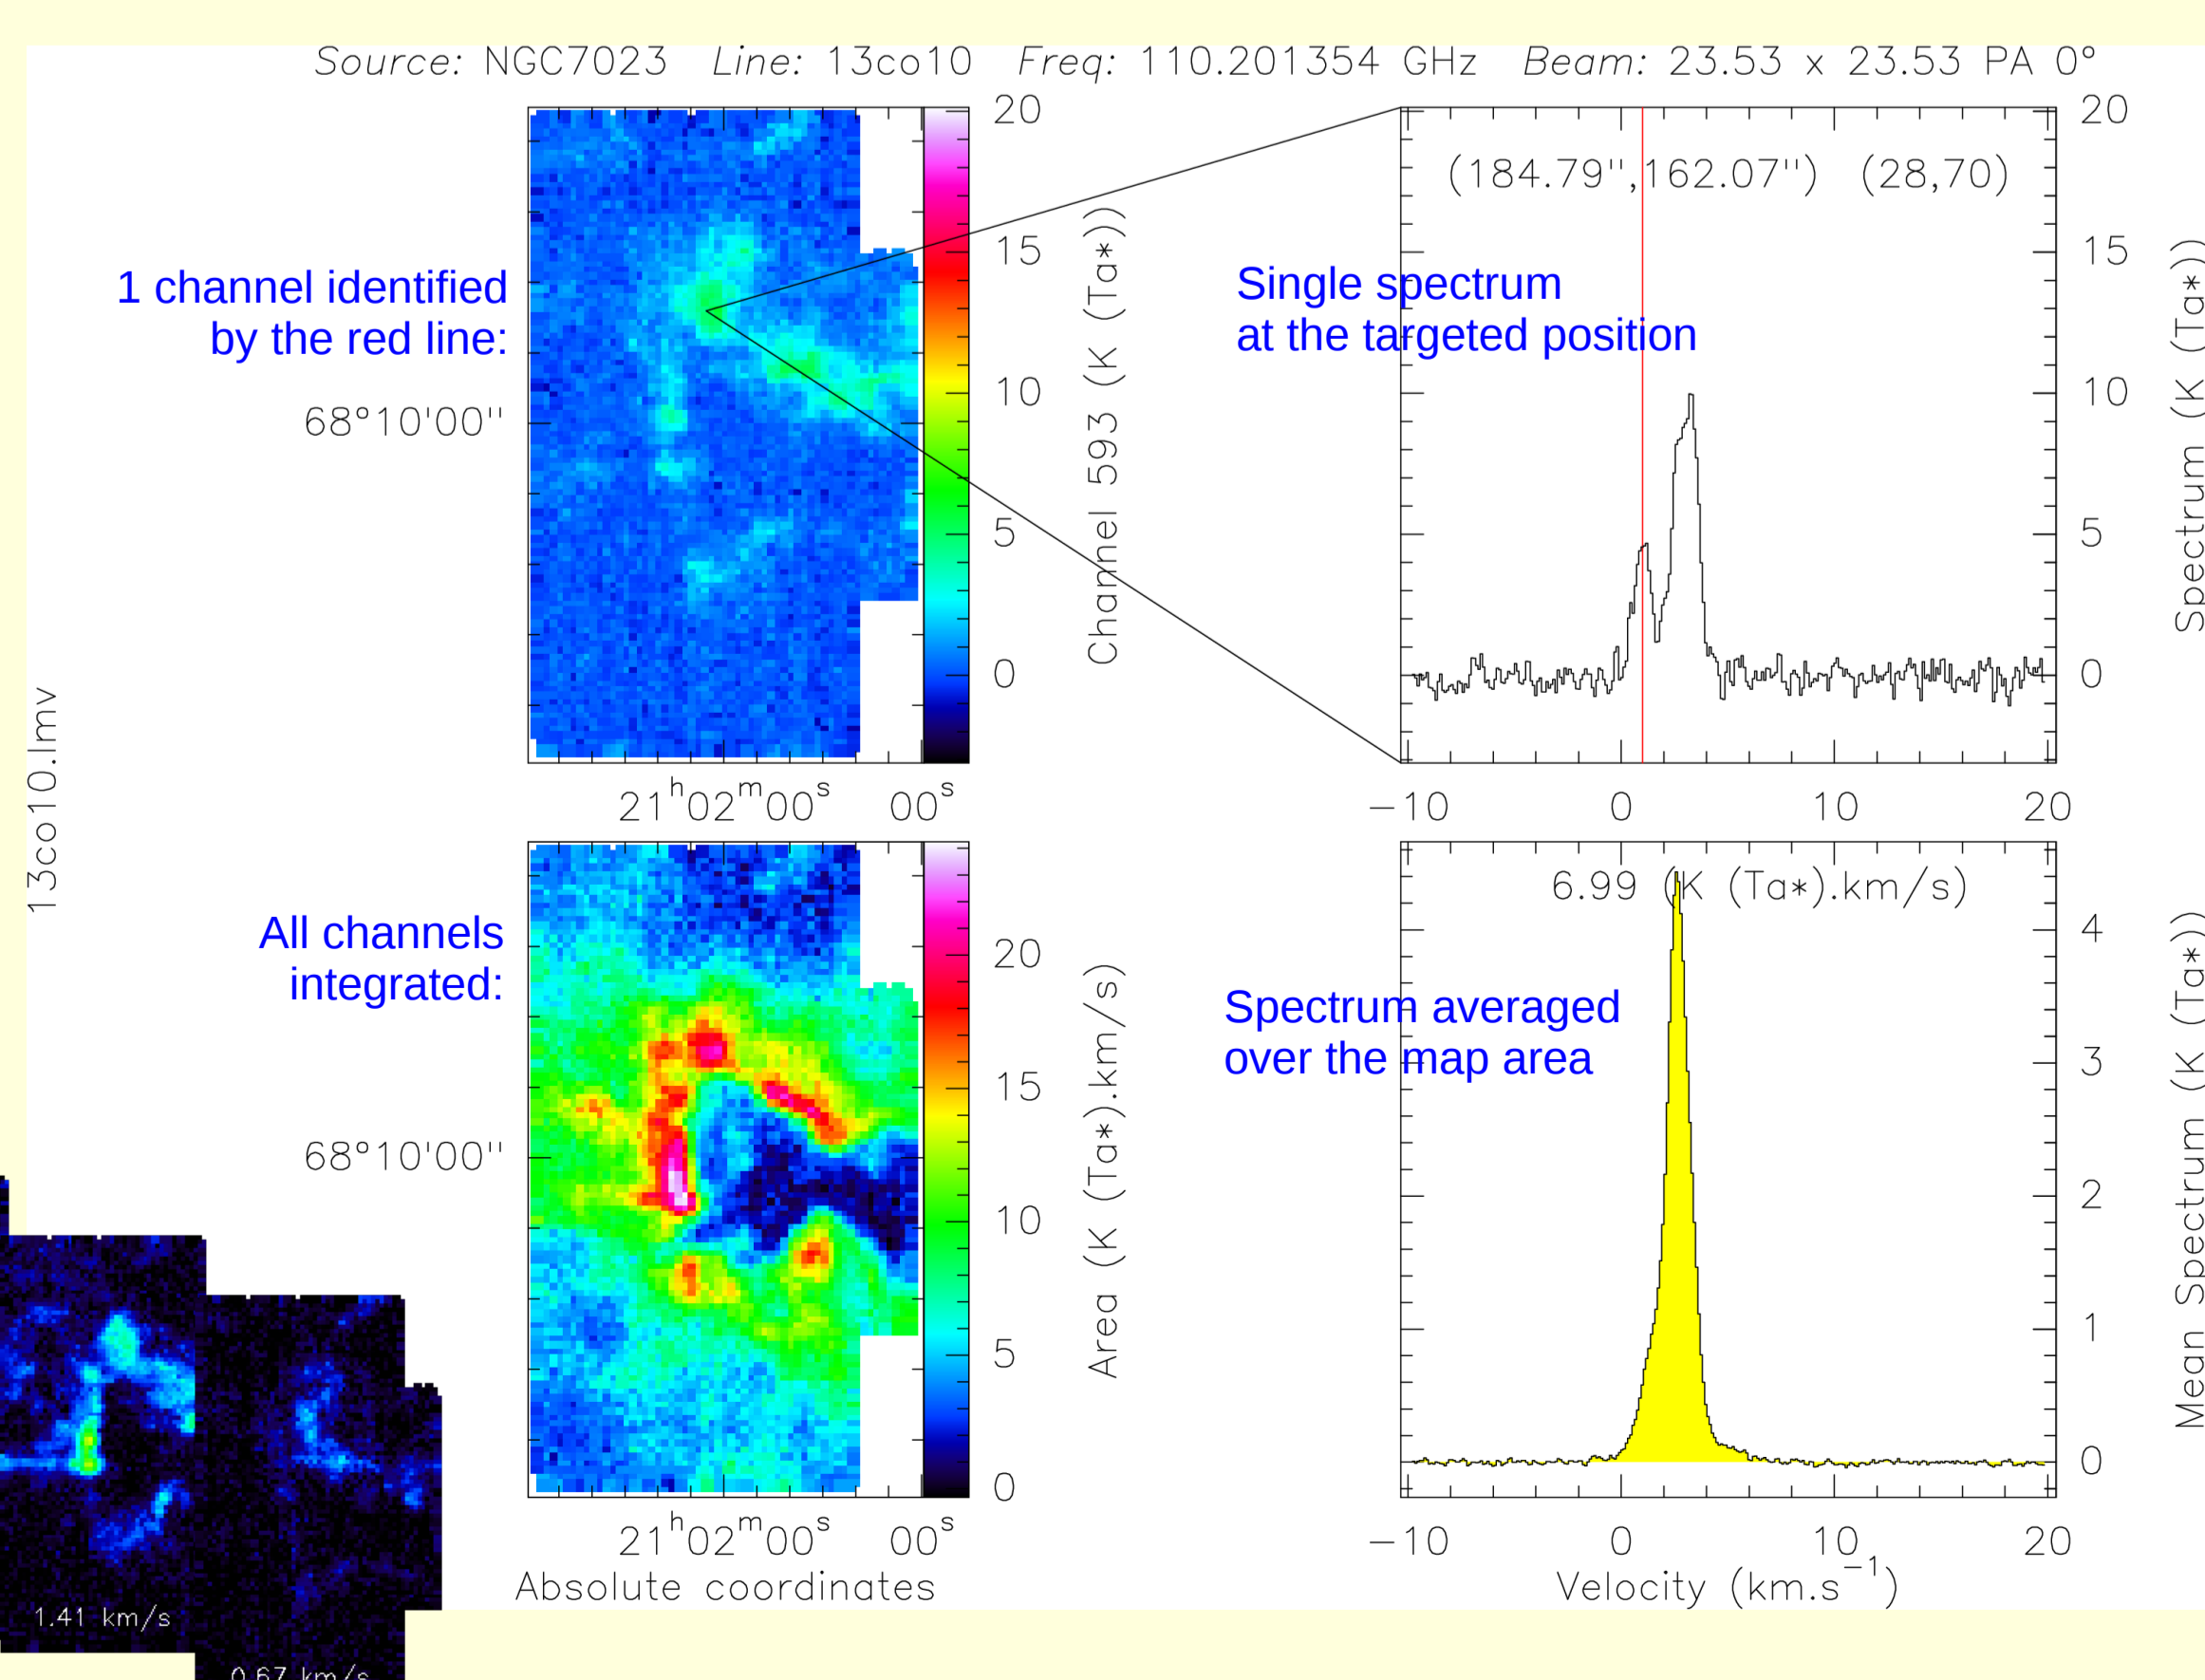 Source: NGC7023 Line: 13co10 Freq: 110.201354 GHz Beam: 23.53 x 23.53 PA 0°
20
15
10
5
0
Channel 593 (K (Ta*))
1 channel identified
by the red line:
68°10'00"
21h02m00s 00s
(184.79",162.07") (28,70)
Single spectrum
at the targeted position
20
15
10
5
0
Spectrum (K (Ta*))
-10 0 10 20
13co10.lmv
All channels
integrated:
68°10'00"
20
15
10
5
0
Area (K (Ta*).km/s)
21h02m00s 00s
Absolute coordinates
6.99 (K (Ta*).km/s)
Spectrum averaged
over the map area
4
3
2
1
0
Mean Spectrum (K (Ta*))
-10 0 10 20
Velocity (km.s-1)
1.41 km/s
0.67 km/s